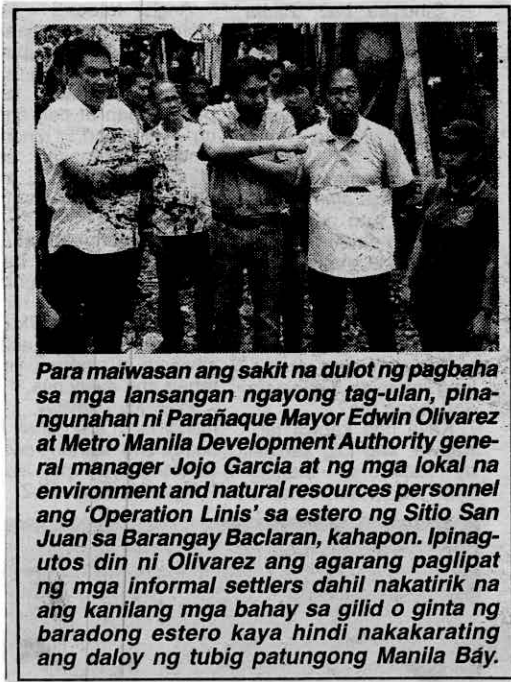 Para maiwasan ang sakit na dulot ng pagbaha
sa mga lansangan ngayong tag-ulan, pina-
ngunahan ni Parañaque Mayor Edwin Olivarez
at Metro Manila Development Authority gene-
ral manager Jojo Garcia at ng mga lokal na
environment and natural resources personnel
ang ‘Operation Linis’ sa estero ng Sitio San
Juan sa Barangay Baclaran, kahapon. Ipinag-
utos din ni Olivarez ang agarang paglipat
ng mga informal settlers dahil nakatirik na
ang kanilang mga bahay sa gilid o ginta ng
baradong estero kaya hindi nakakarating
ang daloy ng tubig patungong Manila Báy.